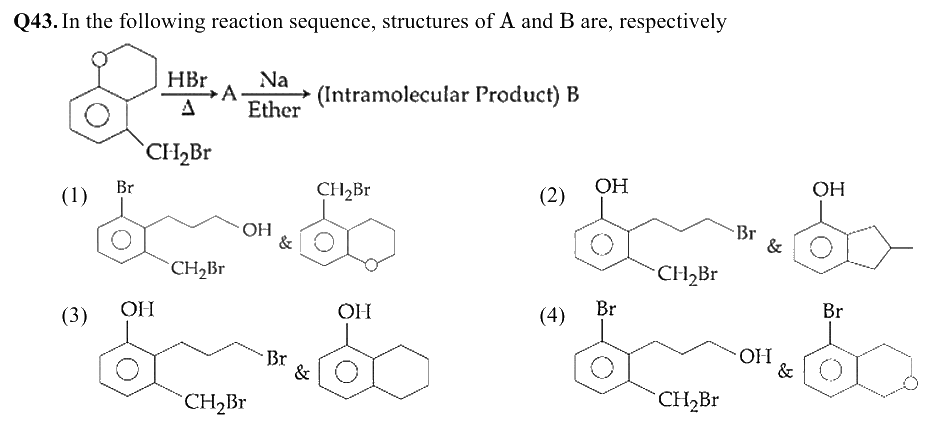 Q43. In the following reaction sequence, structures of A and B are, respectively
O
HBr
Δ
A
Na
Ether
(Intramolecular Product) B
CH₂Br
(1)
Br
OH
CH₂Br
&
CH₂Br
O
(2)
OH
Br
CH₂Br
&
OH
(3)
OH
Br
CH₂Br
&
OH
(4)
Br
OH
CH₂Br
&
Br
O